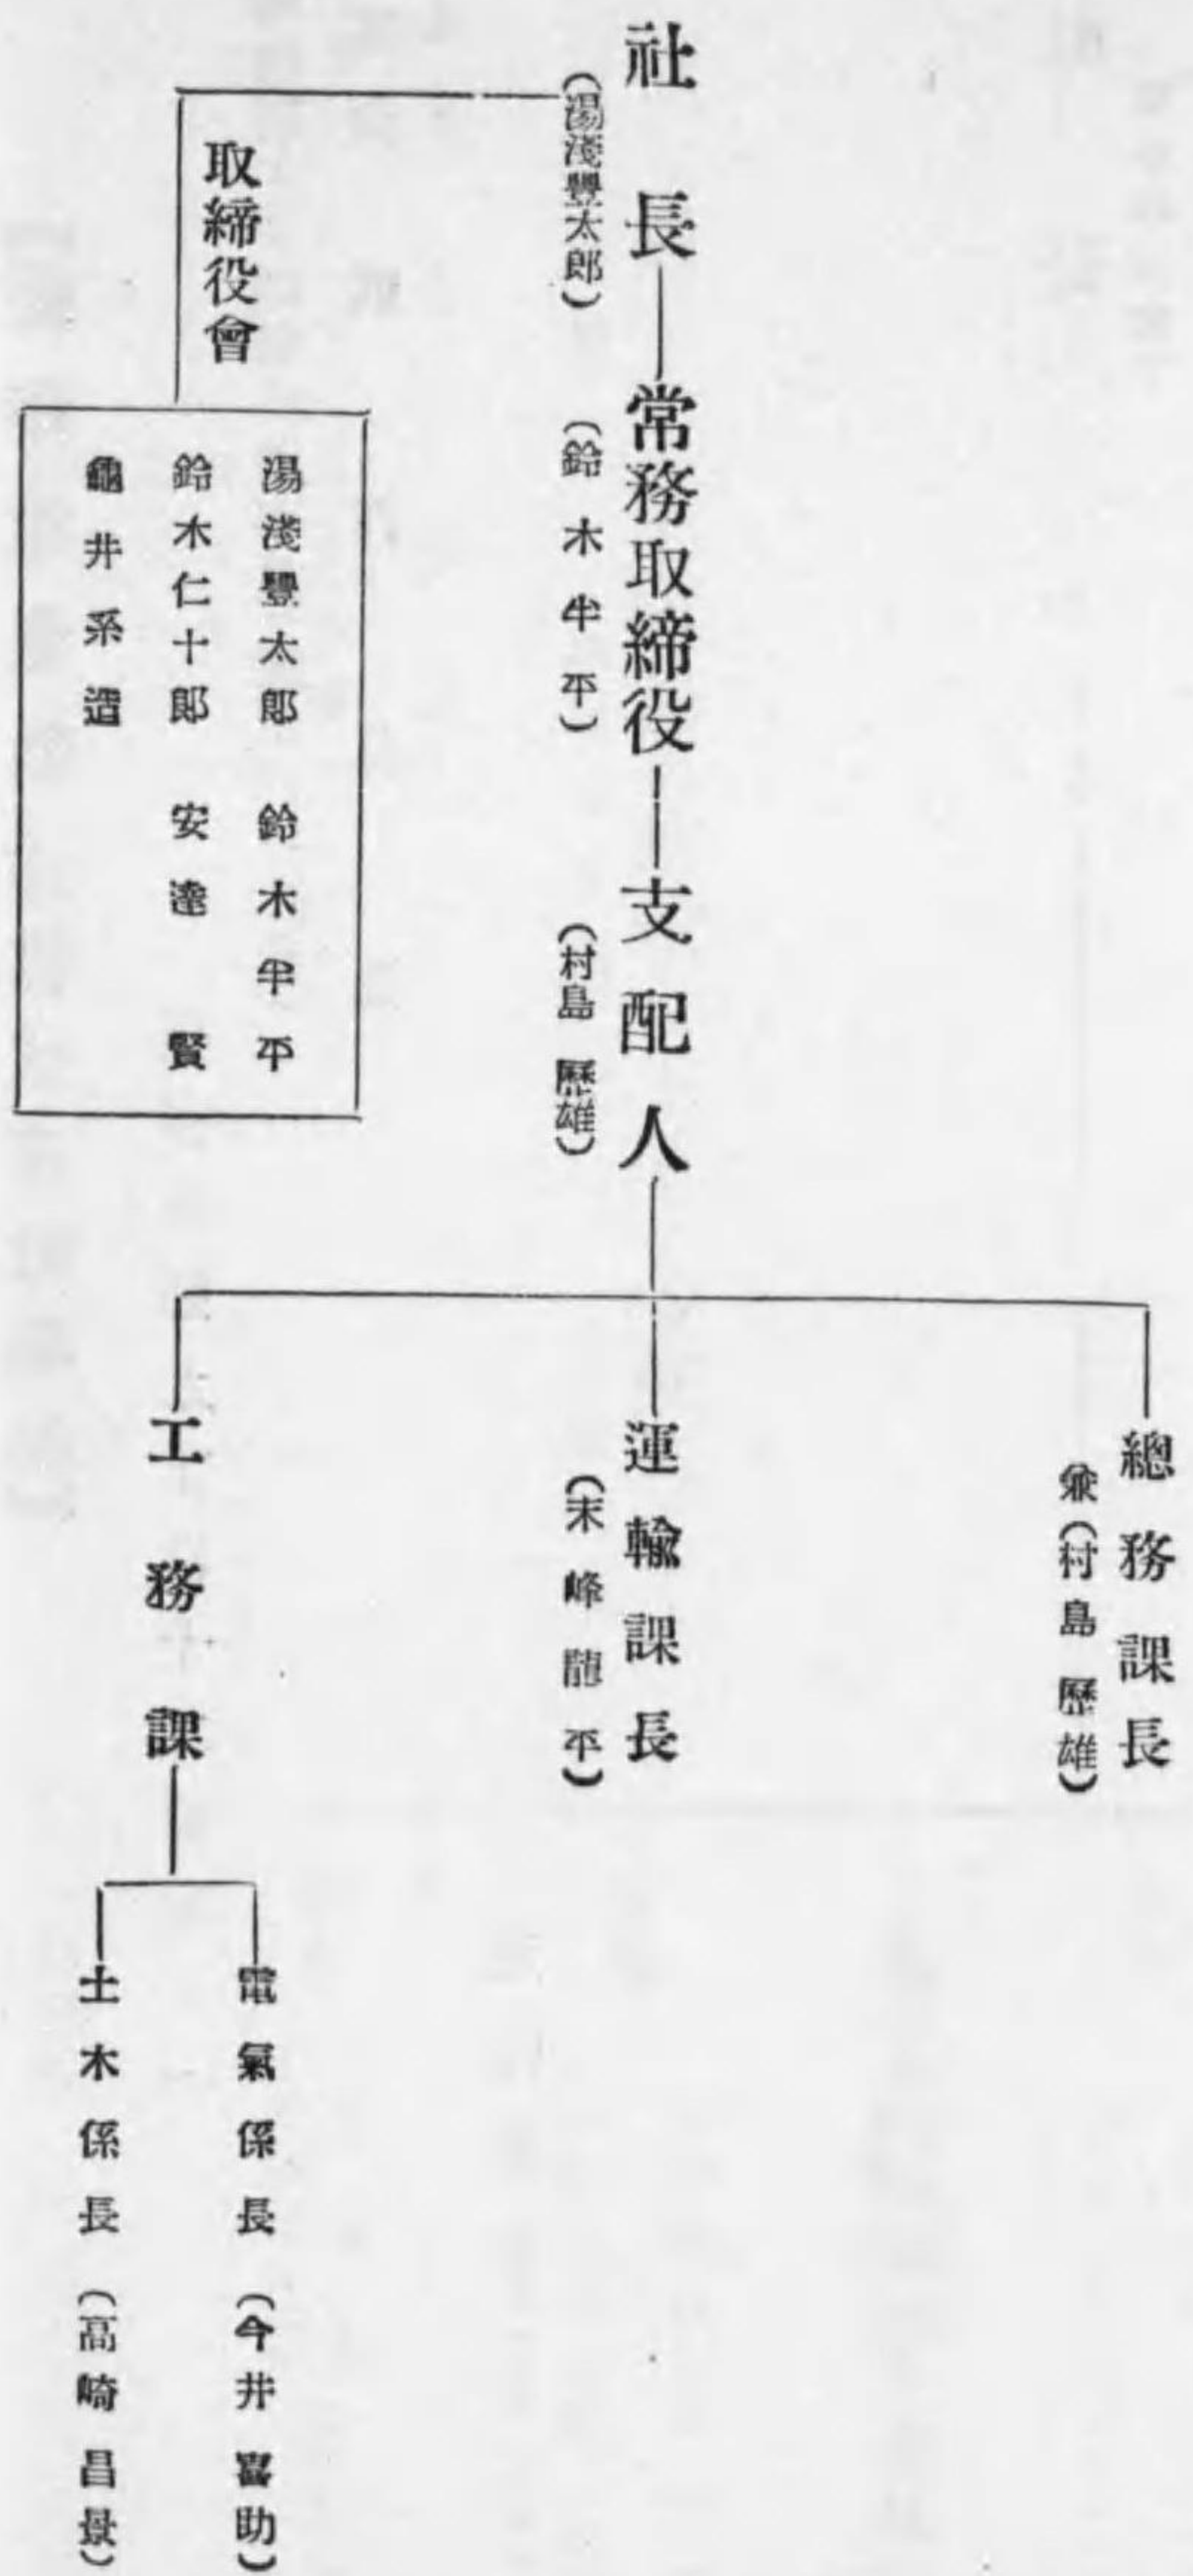 總務課長
兼(村島歷雄)
社長
常務取締役
支配人
運輸課長
(湯淺豐太郎)
(鈴木半平)
(村島歷雄)
(末峰龍平)
取締役會
湯淺豐太郎 鈴木半平
鈴木仁十郎 安達賢
龜井系造
工務課
電氣係長(今井富助)
土木係長(高崎昌景)